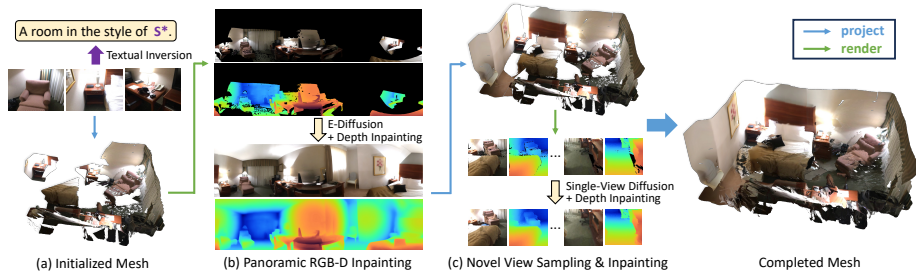 A room in the style of S*.
Textual Inversion
(a) Initialized Mesh
E-Diffusion
+ Depth Inpainting
(b) Panoramic RGB-D Inpainting
...
Single-View Diffusion
+ Depth Inpainting
...
(c) Novel View Sampling & Inpainting
project
render
Completed Mesh